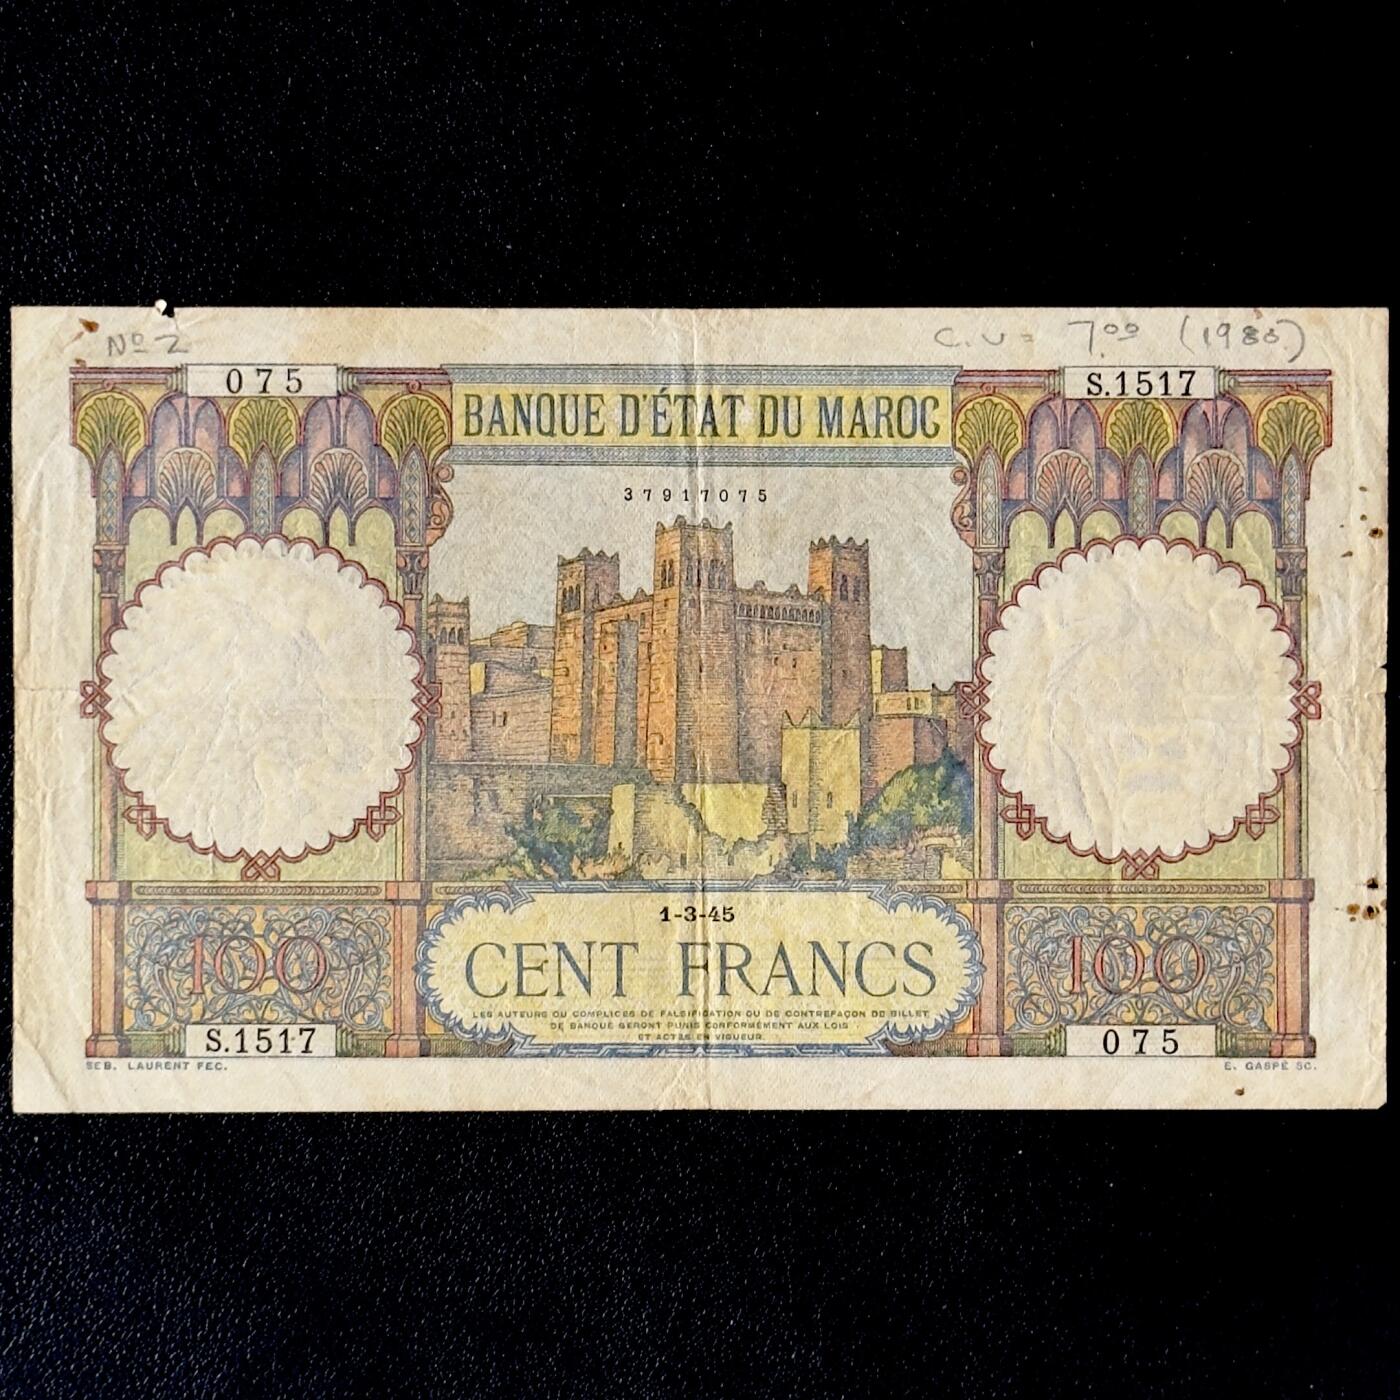 No 2
C.V= 7.00 (1980)
075
S.1517
BANQUE D'ÉTAT DU MAROC
37917075
1-3-45
100
CENT FRANCS
100
LES AUTEURS OU COMPLICES DE FALSIFICATION OU DE CONTREFAÇON DE BILLET
DE BANQUE SERONT PUNIS CONFORMÉMENT AUX LOIS
ET ACTES EN VIGUEUR.
S.1517
075
SEB. LAURENT FEC.
E. GASPÉ SC.